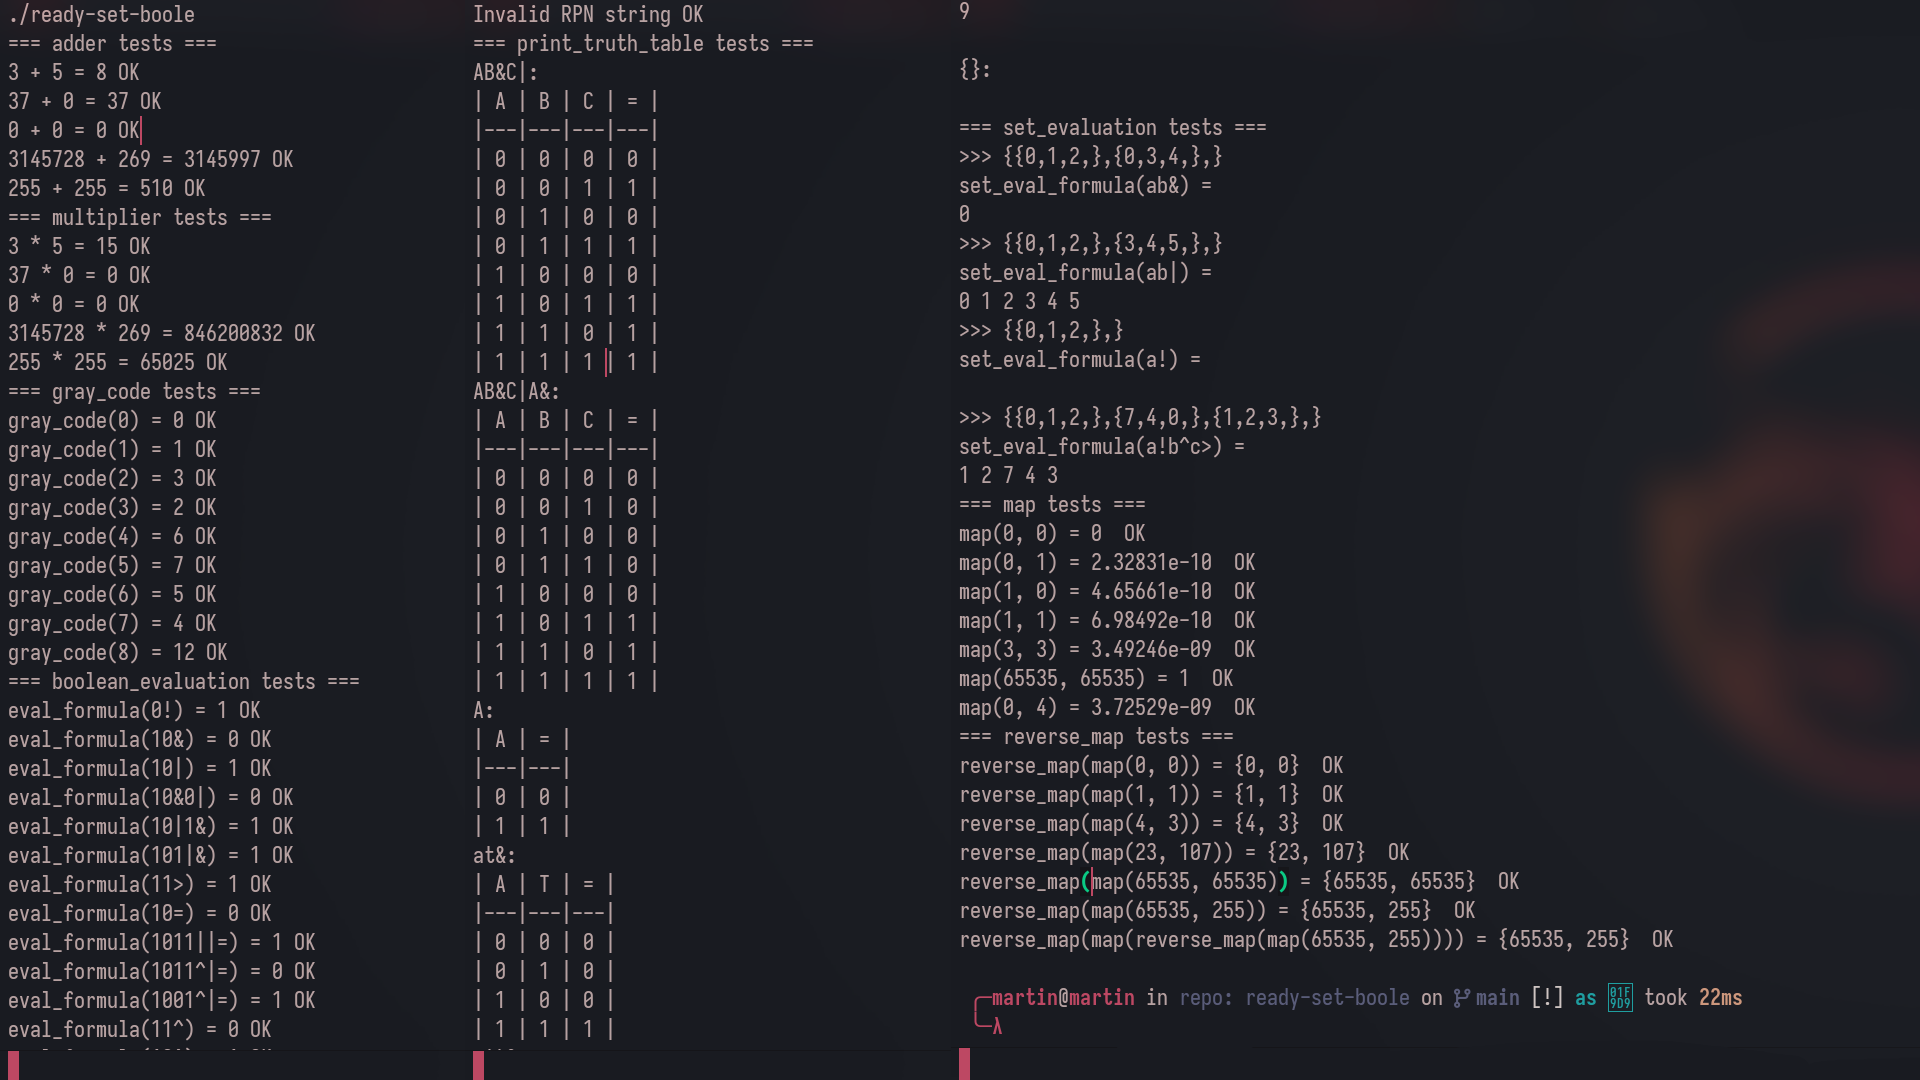 ./ready-set-boole
=== adder tests ===
3 + 5 = 8 OK
37 + 0 = 37 OK
0 + 0 = 0 OK
3145728 + 269 = 3145997 OK
255 + 255 = 510 OK
=== multiplier tests ===
3 * 5 = 15 OK
37 * 0 = 0 OK
0 * 0 = 0 OK
3145728 * 269 = 846200832 OK
255 * 255 = 65025 OK
=== gray_code tests ===
gray_code(0) = 0 OK
gray_code(1) = 1 OK
gray_code(2) = 3 OK
gray_code(3) = 2 OK
gray_code(4) = 6 OK
gray_code(5) = 7 OK
gray_code(6) = 5 OK
gray_code(7) = 4 OK
gray_code(8) = 12 OK
=== boolean_evaluation tests ===
eval_formula(0!) = 1 OK
eval_formula(10&) = 0 OK
eval_formula(10|) = 1 OK
eval_formula(10&0|) = 0 OK
eval_formula(10|1&) = 1 OK
eval_formula(101|&) = 1 OK
eval_formula(11>) = 1 OK
eval_formula(10=) = 0 OK
eval_formula(1011||=) = 1 OK
eval_formula(1011^|=) = 0 OK
eval_formula(1001^|=) = 1 OK
eval_formula(11^) = 0 OK
Invalid RPN string OK
=== print_truth_table tests ===
AB&C|:
| A | B | C | = |
|---|---|---|---|
| 0 | 0 | 0 | 0 |
| 0 | 0 | 1 | 1 |
| 0 | 1 | 0 | 0 |
| 0 | 1 | 1 | 1 |
| 1 | 0 | 0 | 0 |
| 1 | 0 | 1 | 1 |
| 1 | 1 | 0 | 1 |
| 1 | 1 | 1 | 1 |
AB&C|A&:
| A | B | C | = |
|---|---|---|---|
| 0 | 0 | 0 | 0 |
| 0 | 0 | 1 | 0 |
| 0 | 1 | 0 | 0 |
| 0 | 1 | 1 | 0 |
| 1 | 0 | 0 | 0 |
| 1 | 0 | 1 | 1 |
| 1 | 1 | 0 | 1 |
| 1 | 1 | 1 | 1 |
A:
| A | = |
|---|---|
| 0 | 0 |
| 1 | 1 |
at&:
| A | T | = |
|---|---|---|
| 0 | 0 | 0 |
| 0 | 1 | 0 |
| 1 | 0 | 0 |
| 1 | 1 | 1 |
9
{}:
=== set_evaluation tests ===
>>> {{0,1,2,},{0,3,4,},}
set_eval_formula(ab&) =
0
>>> {{0,1,2,},{3,4,5,},}
set_eval_formula(ab|) =
0 1 2 3 4 5
>>> {{0,1,2,},}
set_eval_formula(a!) =
>>> {{0,1,2,},{7,4,0,},{1,2,3,},}
set_eval_formula(a!b^c>) =
1 2 7 4 3
=== map tests ===
map(0, 0) = 0  OK
map(0, 1) = 2.32831e-10  OK
map(1, 0) = 4.65661e-10  OK
map(1, 1) = 6.98492e-10  OK
map(3, 3) = 3.49246e-09  OK
map(65535, 65535) = 1  OK
map(0, 4) = 3.72529e-09  OK
=== reverse_map tests ===
reverse_map(map(0, 0)) = {0, 0}  OK
reverse_map(map(1, 1)) = {1, 1}  OK
reverse_map(map(4, 3)) = {4, 3}  OK
reverse_map(map(23, 107)) = {23, 107}  OK
reverse_map(map(65535, 65535)) = {65535, 65535}  OK
reverse_map(map(65535, 255)) = {65535, 255}  OK
reverse_map(map(reverse_map(map(65535, 255)))) = {65535, 255}  OK
╭─martin@martin in repo: ready-set-boole on main [!] as 01F9D9 took 22ms
╰─λ